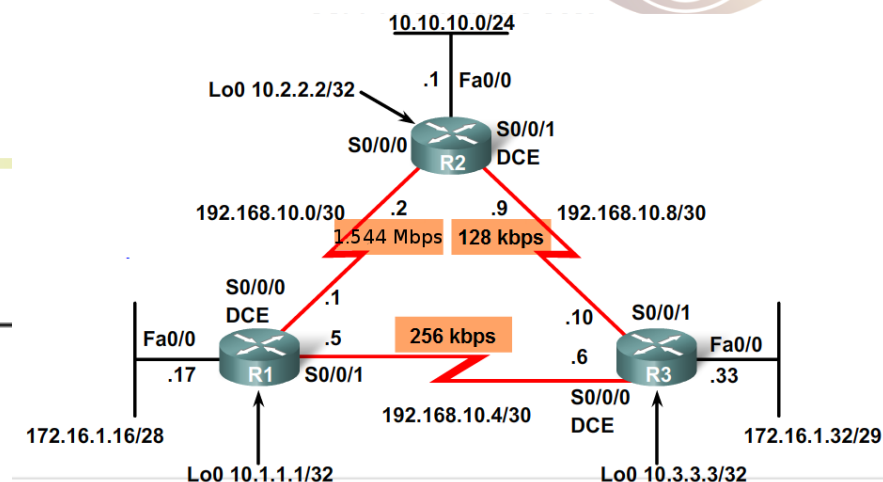 10.10.10.0/24
.1
Fa0/0
Lo0 10.2.2.2/32
S0/0/0
S0/0/1
DCE
R2
192.168.10.0/30
.2
.9
192.168.10.8/30
1.544 Mbps
128 kbps
S0/0/0
DCE
.1
.10
S0/0/1
Fa0/0
.5
256 kbps
.6
Fa0/0
.17
R1
S0/0/1
R3
.33
S0/0/0
DCE
192.168.10.4/30
172.16.1.16/28
172.16.1.32/29
Lo0 10.1.1.1/32
Lo0 10.3.3.3/32